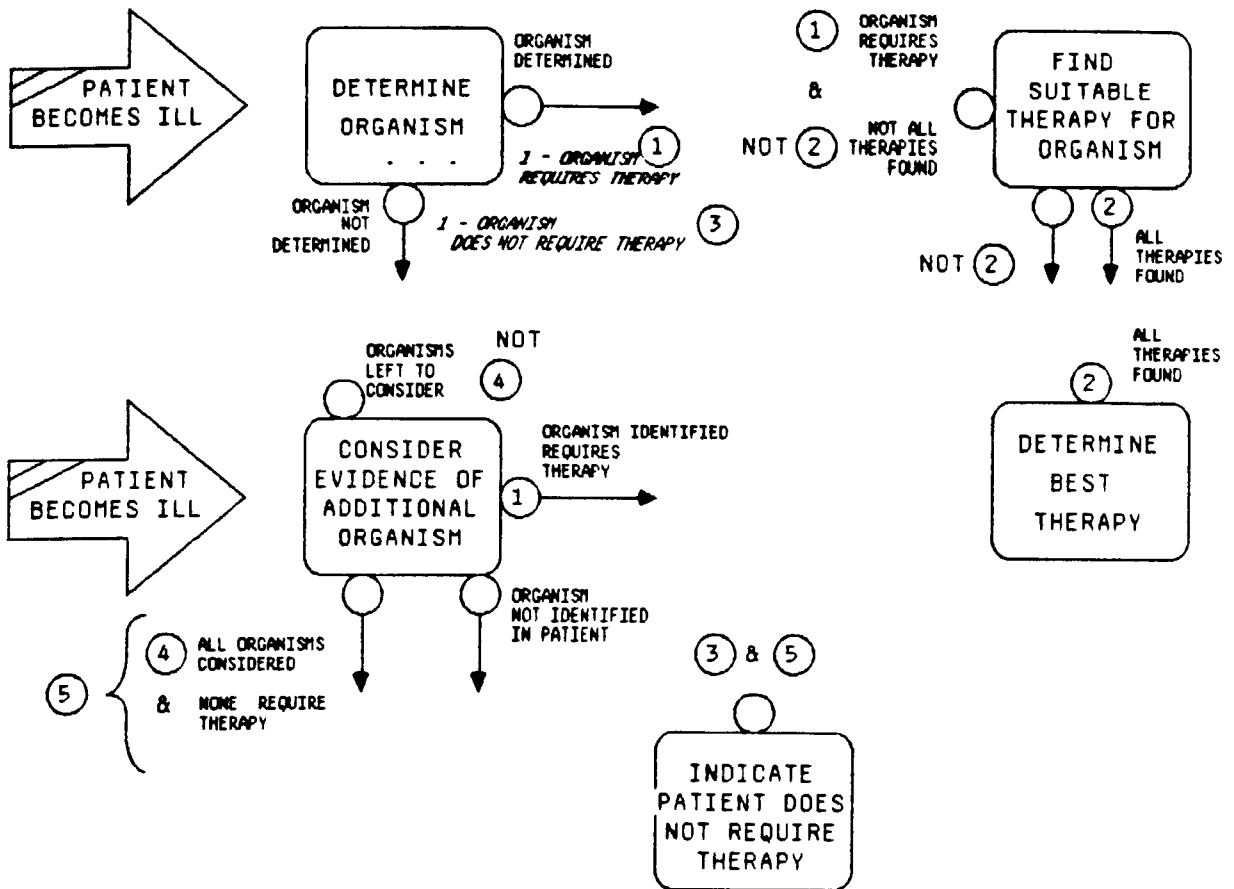 PATIENT
BECOMES ILL
DETERMINE
ORGANISM
. . .
ORGANISM
DETERMINED
1
1 - ORGANISM
REQUIRES THERAPY
ORGANISM
NOT
DETERMINED
1 - ORGANISM
DOES NOT REQUIRE THERAPY
3
1
ORGANISM
REQUIRES
THERAPY
&
NOT 2
NOT ALL
THERAPIES
FOUND
FIND
SUITABLE
THERAPY FOR
ORGANISM
2
NOT 2
ALL
THERAPIES
FOUND
PATIENT
BECOMES ILL
ORGANISMS
LEFT TO
CONSIDER
NOT
4
CONSIDER
EVIDENCE OF
ADDITIONAL
ORGANISM
1
ORGANISM IDENTIFIED
REQUIRES
THERAPY
ORGANISM
NOT IDENTIFIED
IN PATIENT
5
4 ALL ORGANISMS
CONSIDERED
& NONE REQUIRE
THERAPY
2
ALL
THERAPIES
FOUND
DETERMINE
BEST
THERAPY
3 & 5
INDICATE
PATIENT DOES
NOT REQUIRE
THERAPY